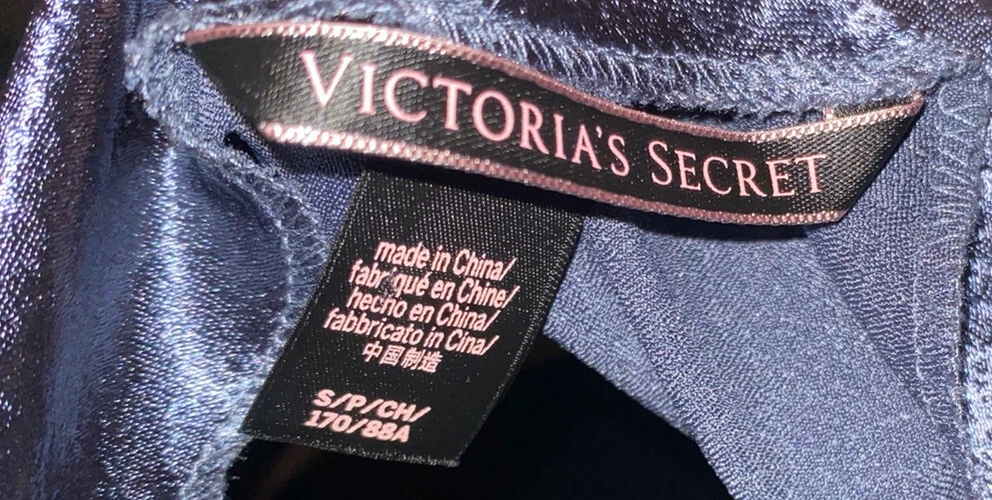 VICTORIA'S SECRET
made in China/
fabriqué en Chine/
hecho en China/
fabbricato in Cina/
中国制造
S/P/CH/
170/88A